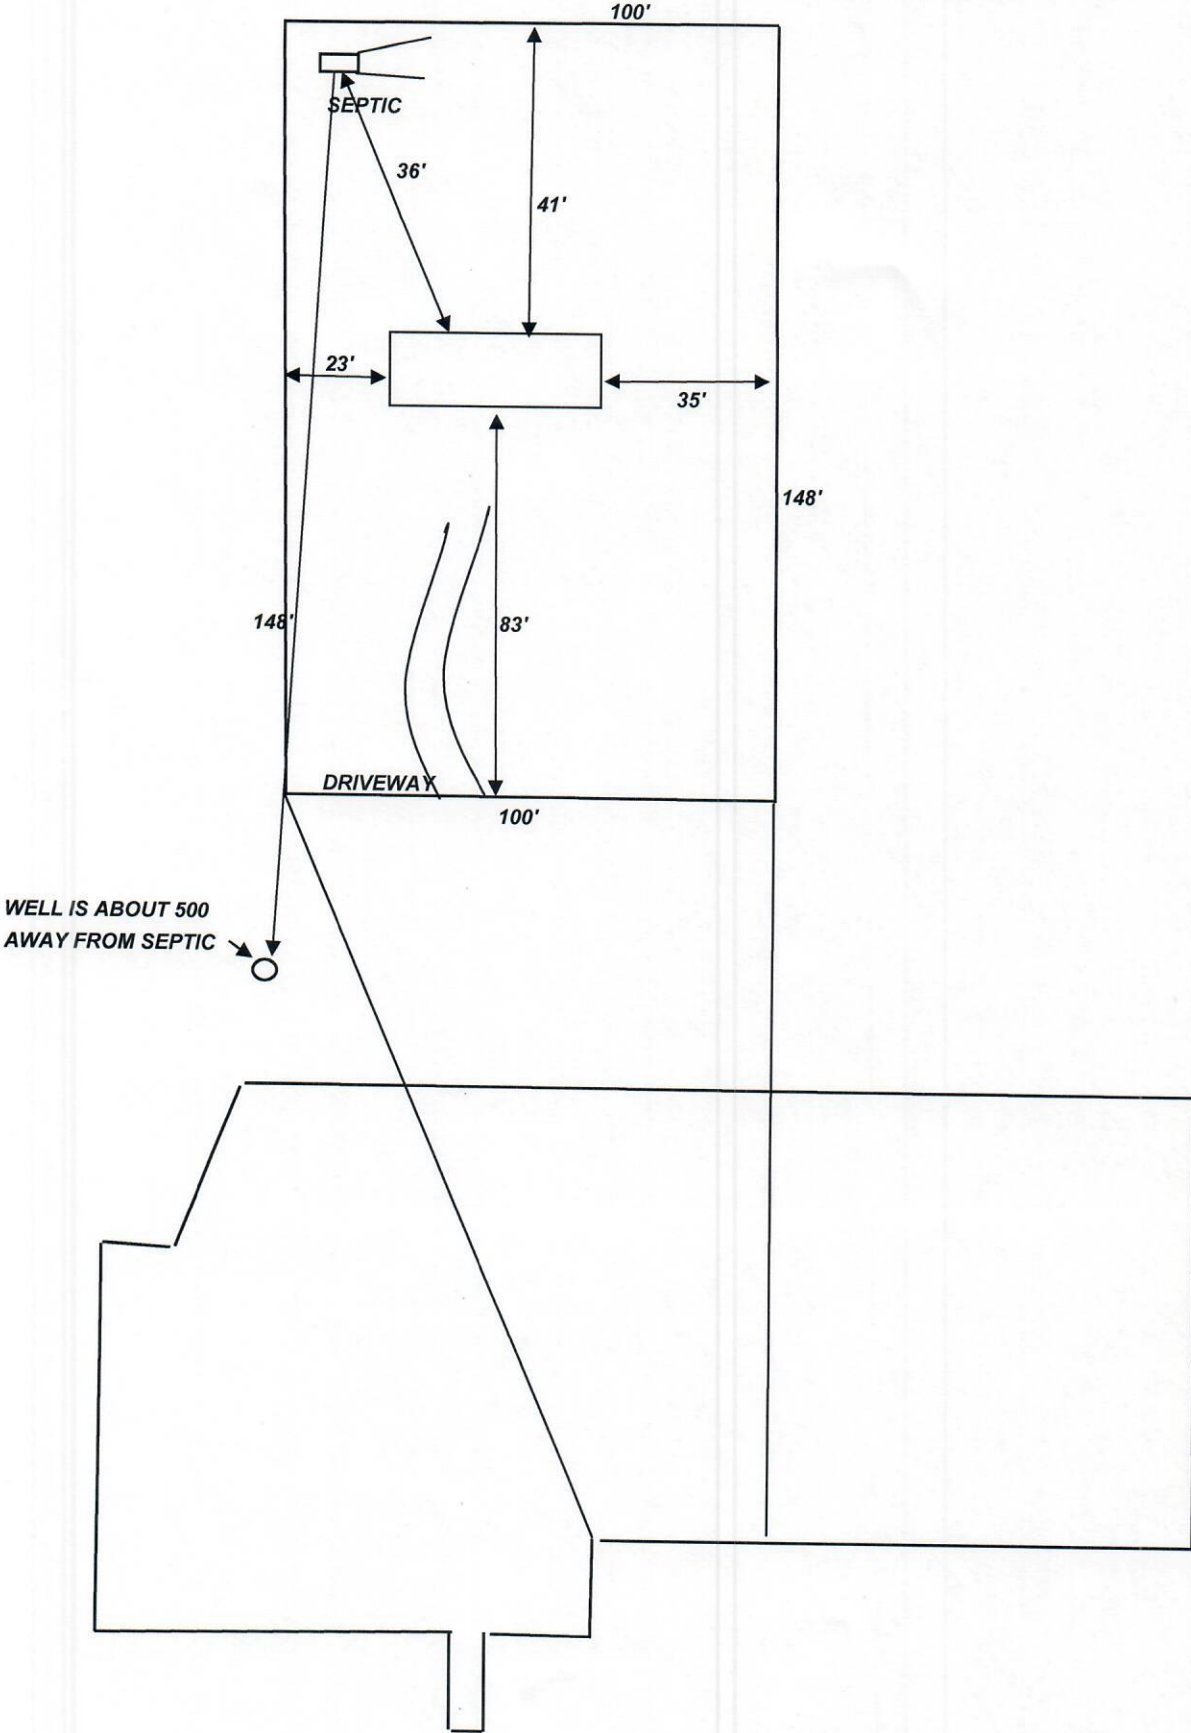 100'
SEPTIC
36'
41'
23'
35'
148'
148'
83'
DRIVEWAY
100'
WELL IS ABOUT 500
AWAY FROM SEPTIC